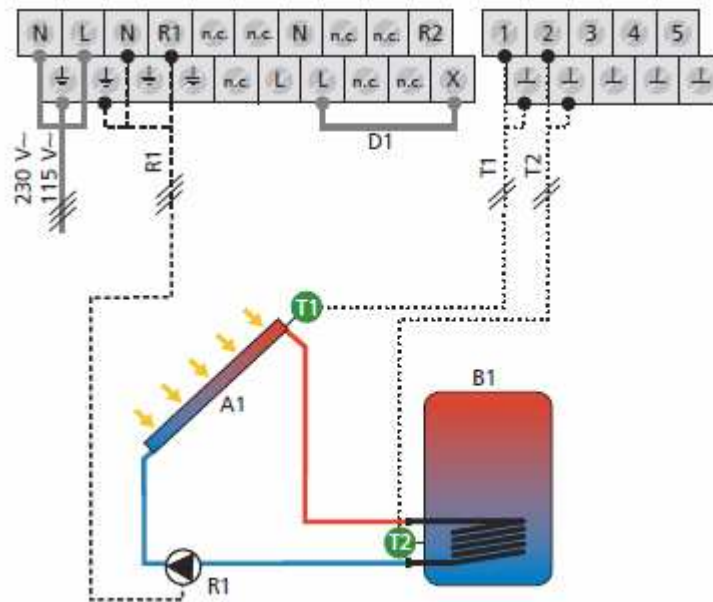 N L N R1 n.c. n.c. N n.c. n.c. R2 1 2 3 4 5
n.c. L L n.c. n.c. X
D1
230 V~
115 V~
R1
T1
T2
T1
A1
B1
T2
R1